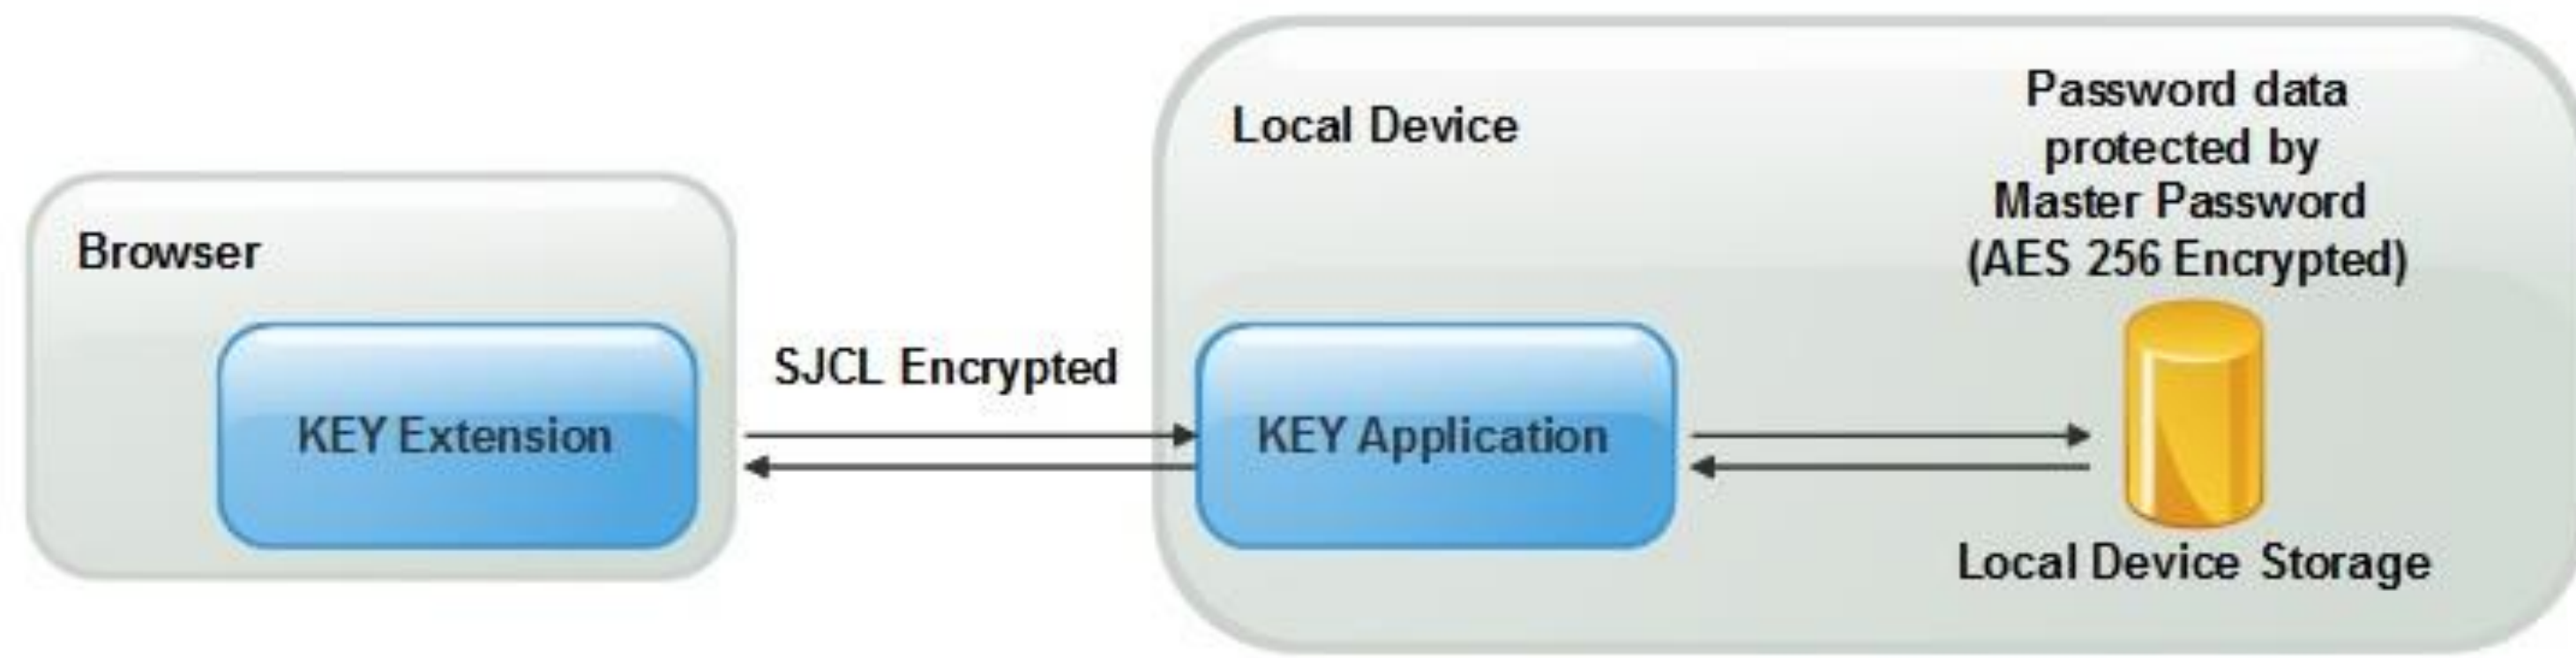 Browser
KEY Extension
SJCL Encrypted
Local Device
KEY Application
Password data
protected by
Master Password
(AES 256 Encrypted)
Local Device Storage